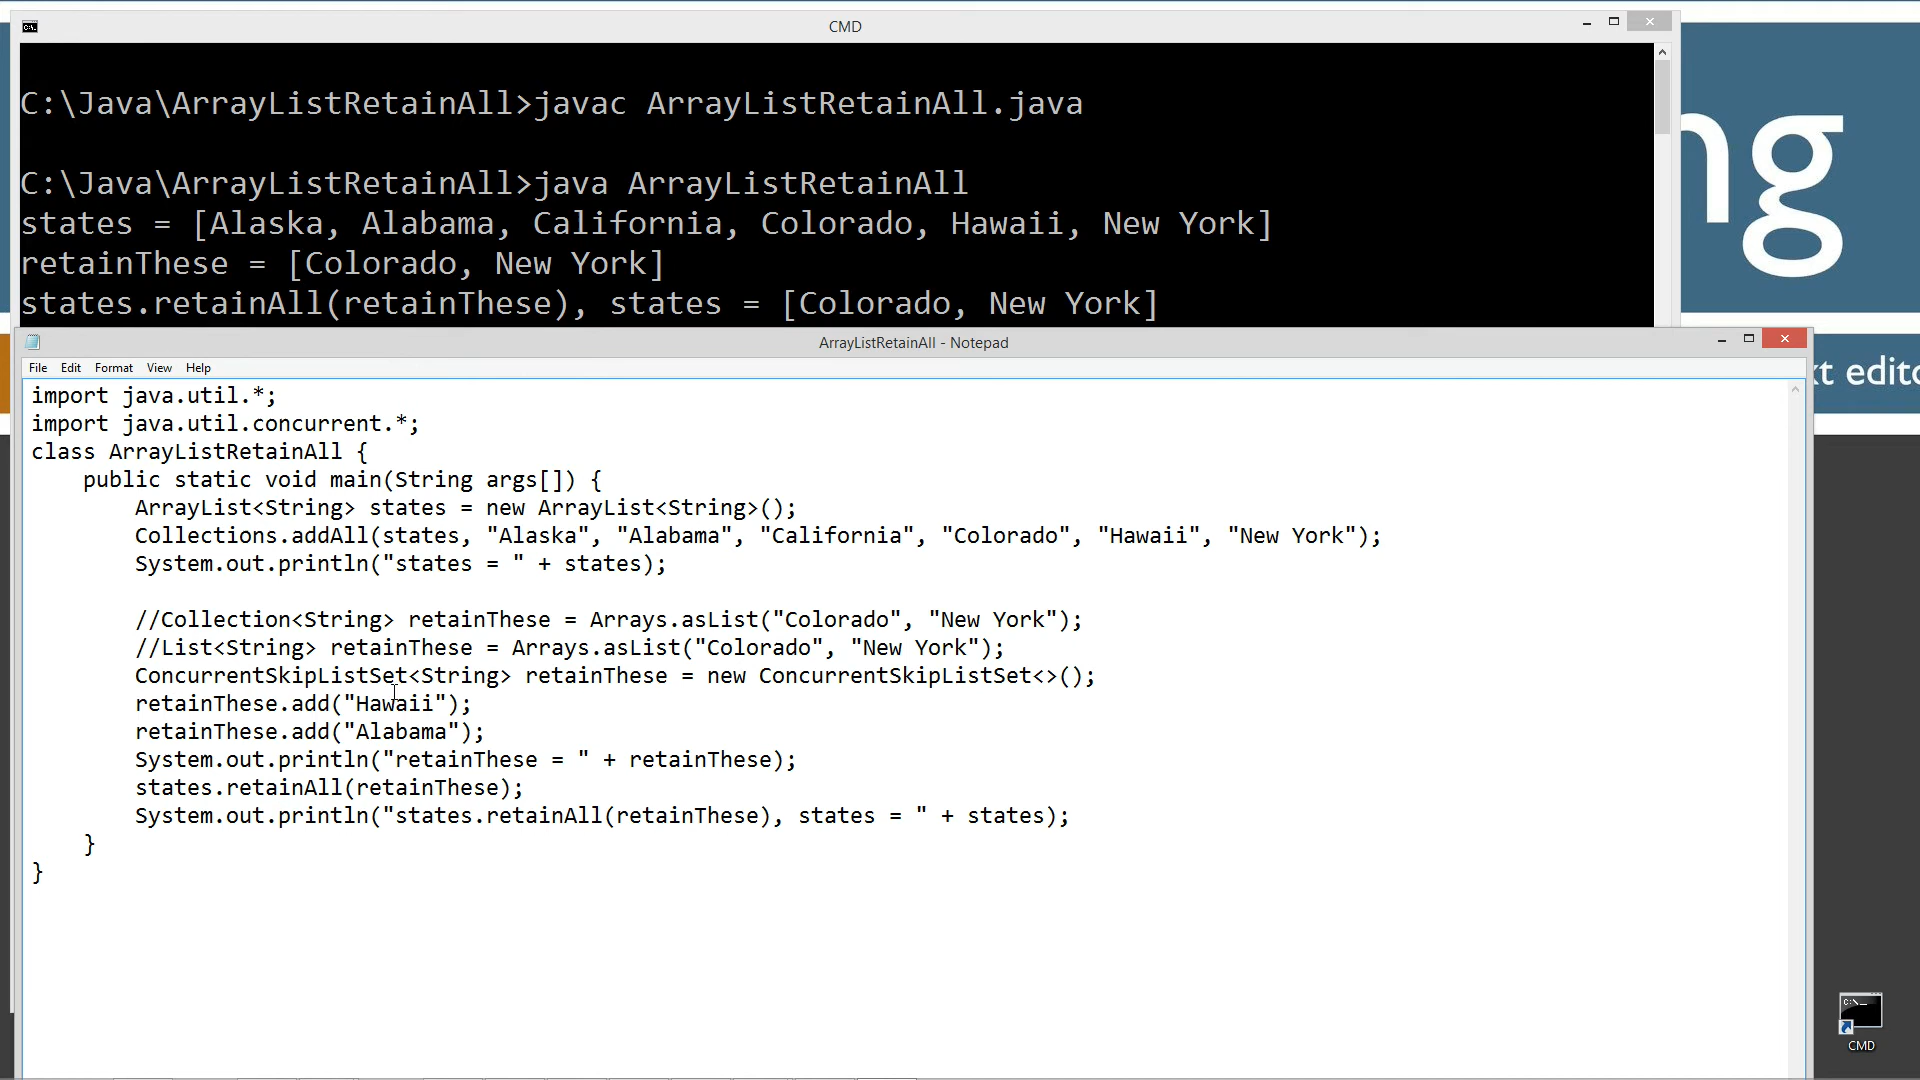 CMD
C:\Java\ArrayListRetainAll>javac ArrayListRetainAll.java
C:\Java\ArrayListRetainAll>java ArrayListRetainAll
states = [Alaska, Alabama, California, Colorado, Hawaii, New York]
retainThese = [Colorado, New York]
states.retainAll(retainThese), states = [Colorado, New York]
ng
ArrayListRetainAll - Notepad
File Edit Format View Help
xt edito
import java.util.*;
import java.util.concurrent.*;
class ArrayListRetainAll {
    public static void main(String args[]) {
        ArrayList<String> states = new ArrayList<String>();
        Collections.addAll(states, "Alaska", "Alabama", "California", "Colorado", "Hawaii", "New York");
        System.out.println("states = " + states);
        //Collection<String> retainThese = Arrays.asList("Colorado", "New York");
        //List<String> retainThese = Arrays.asList("Colorado", "New York");
        ConcurrentSkipListSet<String> retainThese = new ConcurrentSkipListSet<>();
        retainThese.add("Hawaii");
        retainThese.add("Alabama");
        System.out.println("retainThese = " + retainThese);
        states.retainAll(retainThese);
        System.out.println("states.retainAll(retainThese), states = " + states);
    }
}
CMD